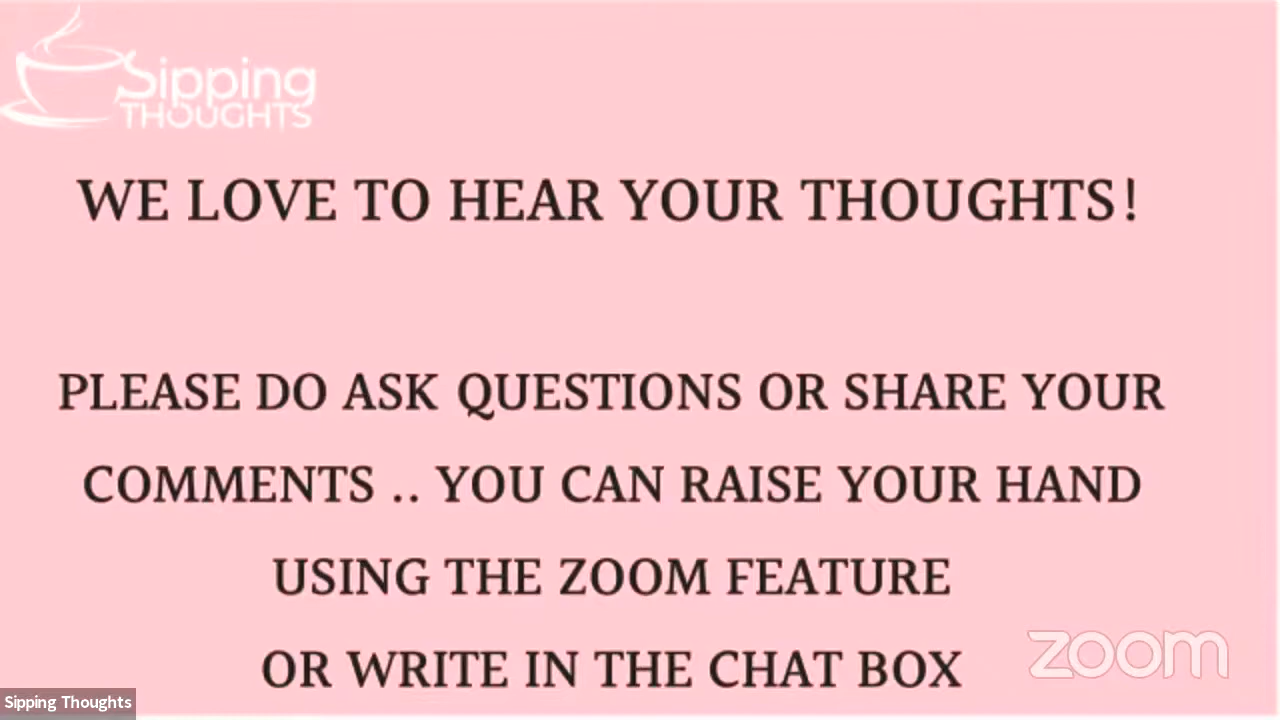 Sipping
THOUGHTS
WE LOVE TO HEAR YOUR THOUGHTS!
PLEASE DO ASK QUESTIONS OR SHARE YOUR
COMMENTS .. YOU CAN RAISE YOUR HAND
USING THE ZOOM FEATURE
OR WRITE IN THE CHAT BOX
zoom
Sipping Thoughts